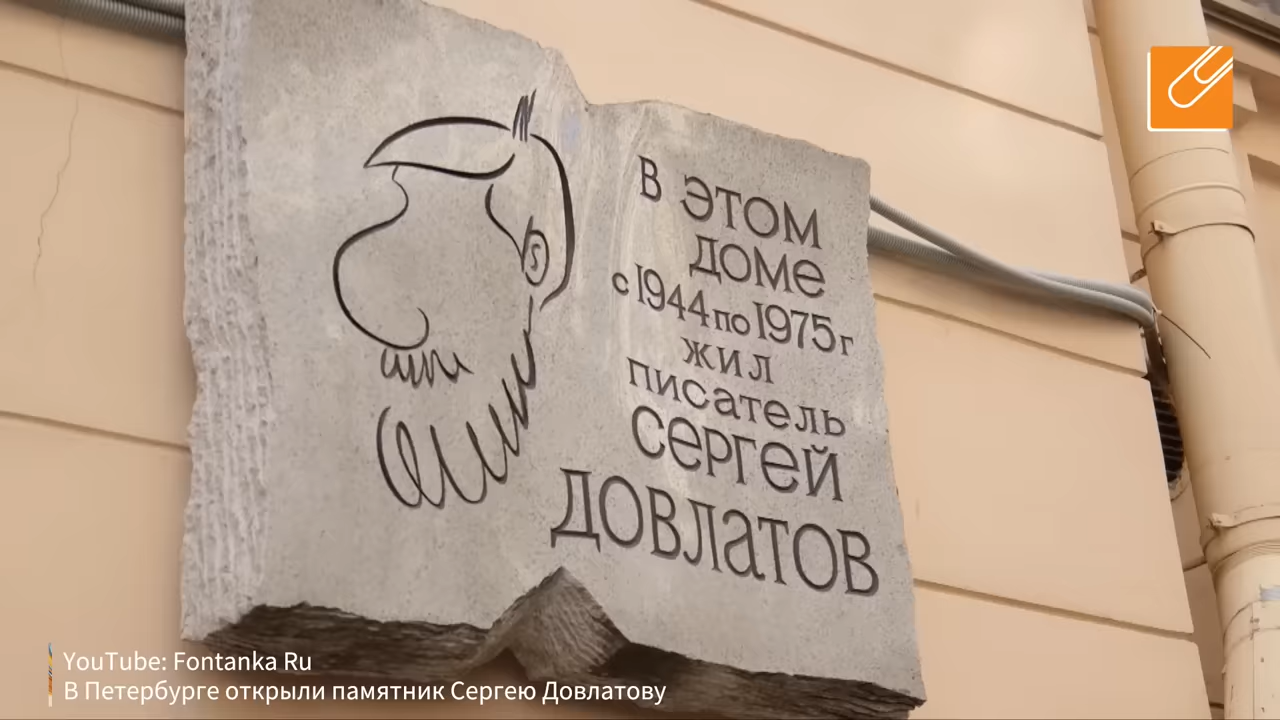 В ЭТОМ
ДОМЕ
с 1944 по 1975 г
жил
писатель
СЕРГЕЙ
ДОВЛАТОВ
YouTube: Fontanka Ru
В Петербурге открыли памятник Сергею Довлатову